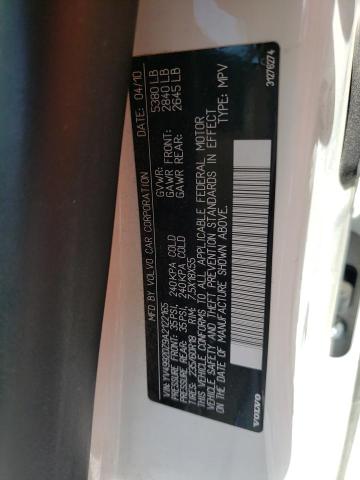 MFD BY VOLVO CAR CORPORATION DATE: 04/10
GVWR: 5380 LB
GAWR FRONT: 2840 LB
GAWR REAR: 2645 LB
PRESSURE FRONT: 35PSI, 240KPA COLD
PRESSURE REAR: 35PSI, 240KPA COLD
TIRES: 235/60R18 RIM: 7.5X18X55
THIS VEHICLE CONFORMS TO ALL APPLICABLE FEDERAL MOTOR
VEHICLE SAFETY AND THEFT PREVENTION STANDARDS IN EFFECT
ON THE DATE OF MANUFACTURE SHOWN ABOVE.
TYPE: MPV
VOLVO
31276274